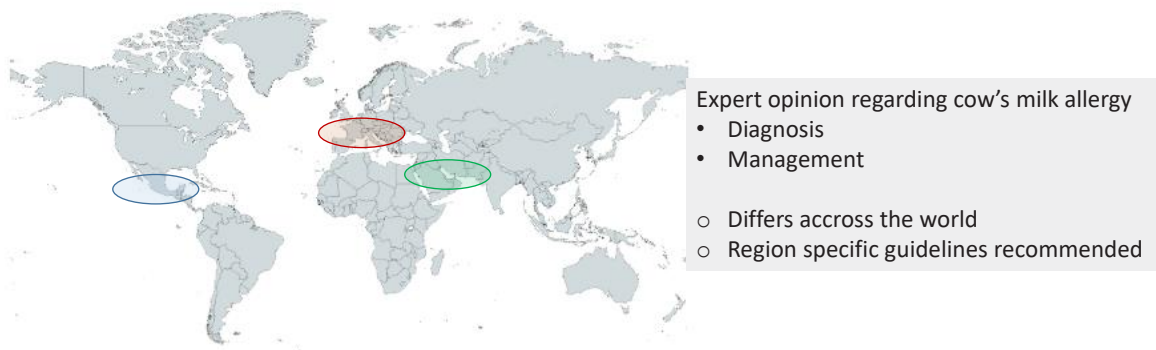 Expert opinion regarding cow’s milk allergy
• Diagnosis
• Management
○ Differs accross the world
○ Region specific guidelines recommended